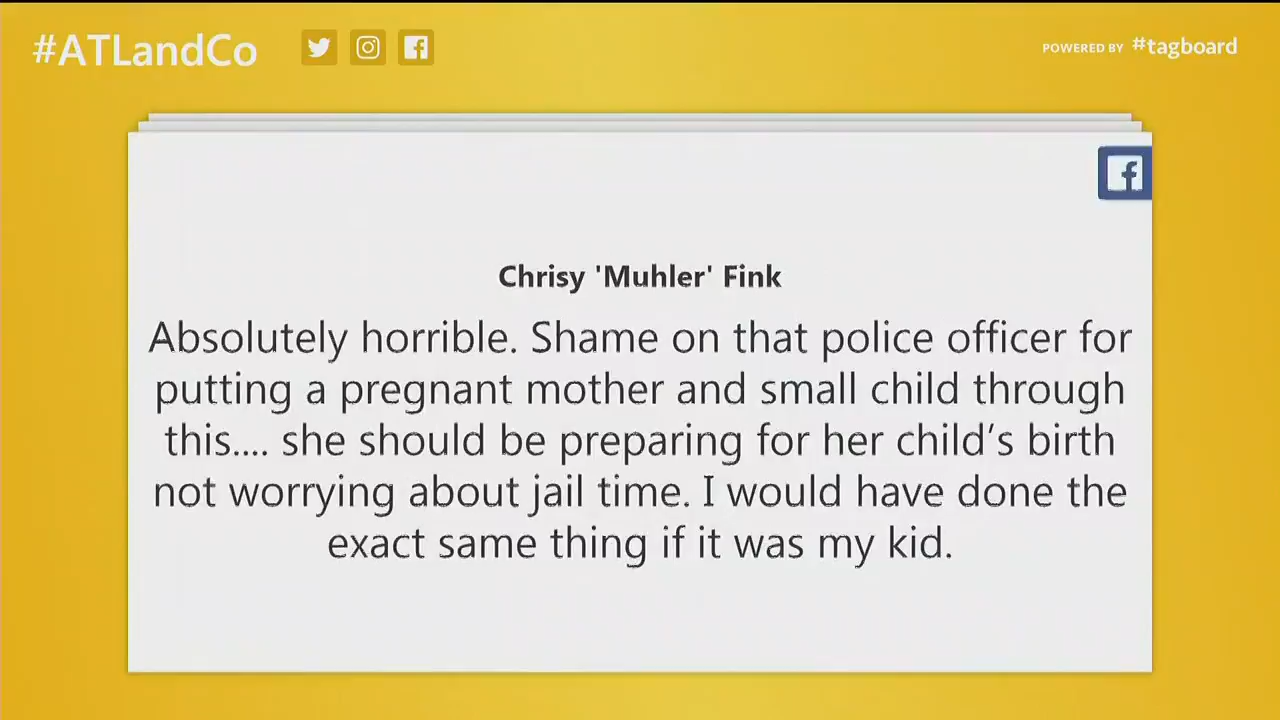 #ATLandCo
POWERED BY #tagboard
Chrisy 'Muhler' Fink
Absolutely horrible. Shame on that police officer for
putting a pregnant mother and small child through
this.... she should be preparing for her child’s birth
not worrying about jail time. I would have done the
exact same thing if it was my kid.